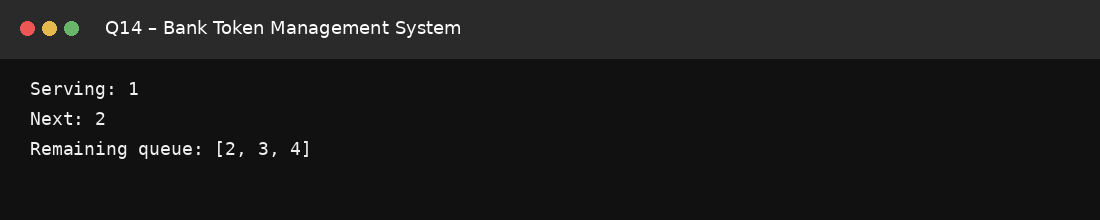 Q14 – Bank Token Management System
Serving: 1
Next: 2
Remaining queue: [2, 3, 4]